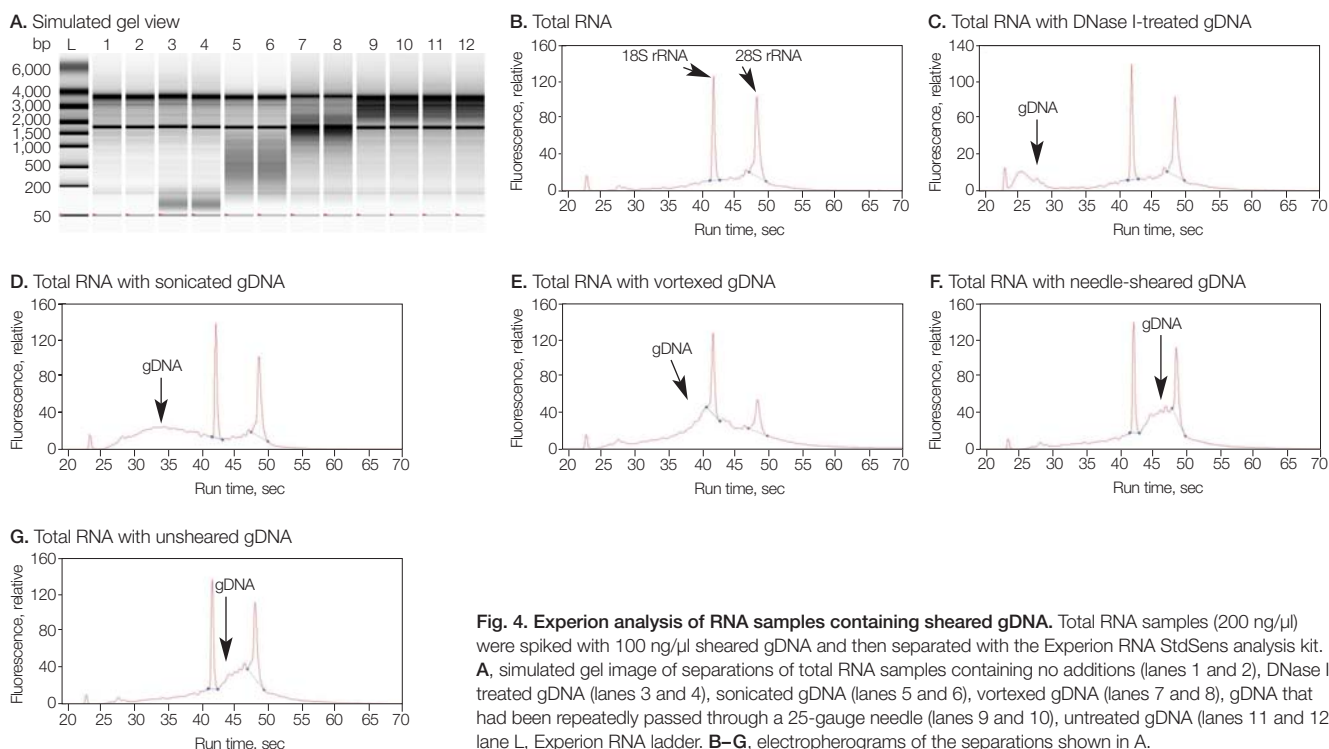 A. Simulated gel view
bp L 1 2 3 4 5 6 7 8 9 10 11 12
6,000
4,000
3,000
2,000
1,500
1,000
500
200
50
B. Total RNA
Fluorescence, relative
160
120
80
40
0
18S rRNA
28S rRNA
20 25 30 35 40 45 50 55 60 65 70
Run time, sec
C. Total RNA with DNase I-treated gDNA
Fluorescence, relative
140
120
100
60
20
0
gDNA
20 25 30 35 40 45 50 55 60 65 70
Run time, sec
D. Total RNA with sonicated gDNA
Fluorescence, relative
160
120
80
40
0
gDNA
20 25 30 35 40 45 50 55 60 65 70
Run time, sec
E. Total RNA with vortexed gDNA
Fluorescence, relative
160
120
80
40
0
gDNA
20 25 30 35 40 45 50 55 60 65 70
Run time, sec
F. Total RNA with needle-sheared gDNA
Fluorescence, relative
160
120
80
40
0
gDNA
20 25 30 35 40 45 50 55 60 65 70
Run time, sec
G. Total RNA with unsheared gDNA
Fluorescence, relative
160
120
80
40
0
gDNA
20 25 30 35 40 45 50 55 60 65 70
Run time, sec
Fig. 4. Experion analysis of RNA samples containing sheared gDNA. Total RNA samples (200 ng/µl)
were spiked with 100 ng/µl sheared gDNA and then separated with the Experion RNA StdSens analysis kit.
A, simulated gel image of separations of total RNA samples containing no additions (lanes 1 and 2), DNase I
treated gDNA (lanes 3 and 4), sonicated gDNA (lanes 5 and 6), vortexed gDNA (lanes 7 and 8), gDNA that
had been repeatedly passed through a 25-gauge needle (lanes 9 and 10), untreated gDNA (lanes 11 and 12
lane L, Experion RNA ladder. B–G, electropherograms of the separations shown in A.